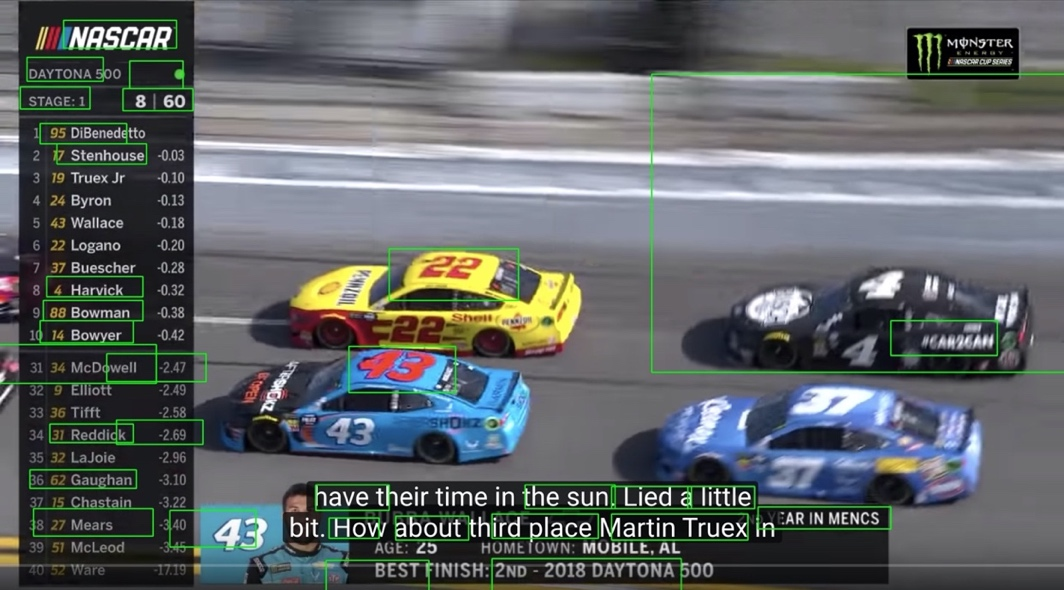 NASCAR
DAYTONA 500
STAGE: 1 8 | 60
1 95 DiBenedetto
2 17 Stenhouse -0.03
3 19 Truex Jr -0.10
4 24 Byron -0.13
5 43 Wallace -0.18
6 22 Logano -0.20
7 37 Buescher -0.28
8 4 Harvick -0.32
9 88 Bowman -0.38
10 14 Bowyer -0.42
31 34 McDowell -2.47
32 9 Elliott -2.49
33 36 Tifft -2.58
34 31 Reddick -2.69
35 32 LaJoie -2.96
36 62 Gaughan -3.10
37 15 Chastain -3.22
38 27 Mears -3.40
39 51 McLeod -3.45
40 52 Ware -17.19
MONSTER
ENERGY
NASCAR CUP SERIES
22
PENNZOIL
22 Shell PENNZOIL
4
4 #CAR2CAN
43
43
37
37
have their time in the sun. Lied a little
bit. How about third place Martin Truex in
43
YEAR IN MENCS
AGE: 25 HOMETOWN: MOBILE, AL
BEST FINISH: 2ND - 2018 DAYTONA 500